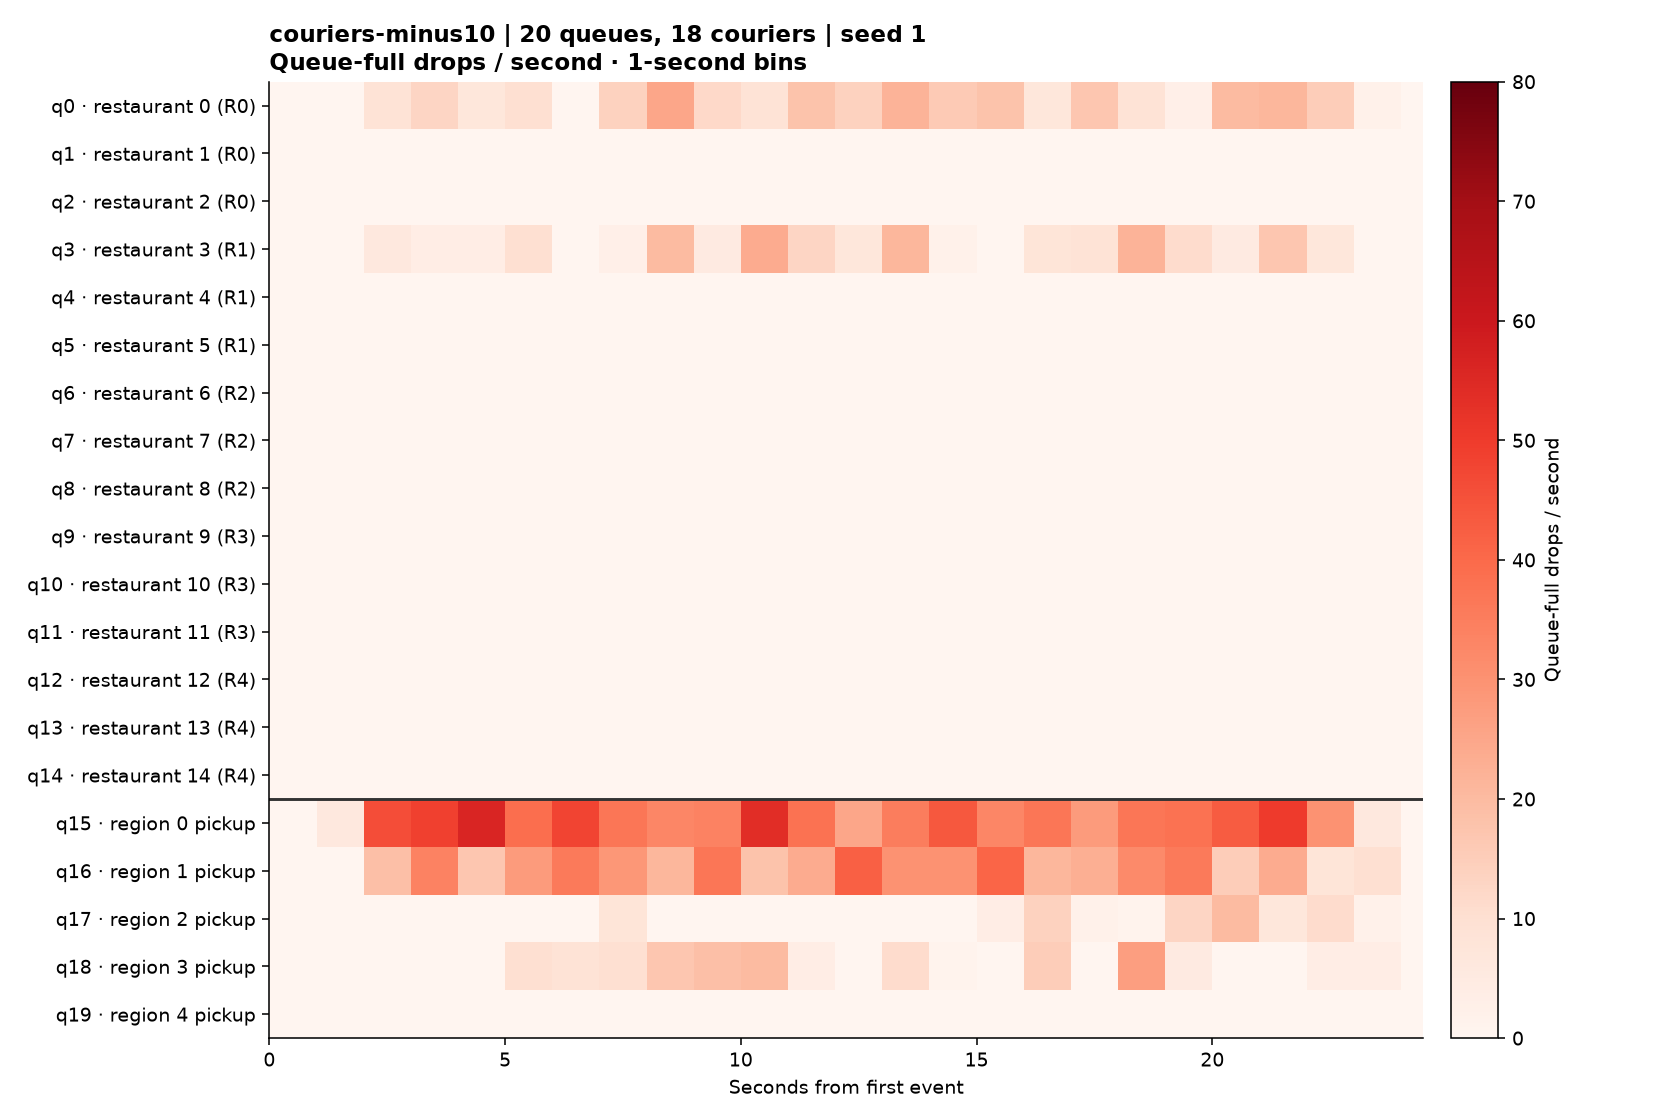 couriers-minus10 | 20 queues, 18 couriers | seed 1
Queue-full drops / second · 1-second bins
q0 · restaurant 0 (R0)
q1 · restaurant 1 (R0)
q2 · restaurant 2 (R0)
q3 · restaurant 3 (R1)
q4 · restaurant 4 (R1)
q5 · restaurant 5 (R1)
q6 · restaurant 6 (R2)
q7 · restaurant 7 (R2)
q8 · restaurant 8 (R2)
q9 · restaurant 9 (R3)
q10 · restaurant 10 (R3)
q11 · restaurant 11 (R3)
q12 · restaurant 12 (R4)
q13 · restaurant 13 (R4)
q14 · restaurant 14 (R4)
q15 · region 0 pickup
q16 · region 1 pickup
q17 · region 2 pickup
q18 · region 3 pickup
q19 · region 4 pickup
0 5 10 15 20
Seconds from first event
80
70
60
50
40
30
20
10
0
Queue-full drops / second